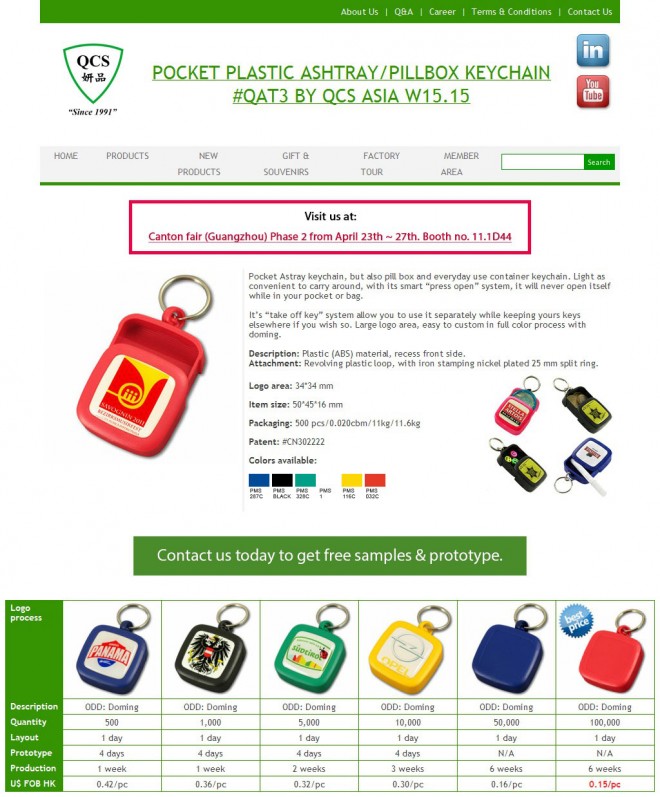 About Us | Q&A | Career | Terms & Conditions | Contact Us
QCS
妍品
"Since 1991"
POCKET PLASTIC ASHTRAY/PILLBOX KEYCHAIN
#QAT3 BY QCS ASIA W15.15
in
You
Tube
HOME PRODUCTS NEW PRODUCTS GIFT & SOUVENIRS FACTORY TOUR MEMBER AREA Search
Visit us at:
Canton fair (Guangzhou) Phase 2 from April 23th ~ 27th. Booth no. 11.1D44
Pocket Astray keychain, but also pill box and everyday use container keychain. Light as
convenient to carry around, with its smart "press open" system, it will never open itself
while in your pocket or bag.
It's "take off key" system allow you to use it separately while keeping yours keys
elsewhere if you wish so. Large logo area, easy to custom in full color process with
doming.
Description: Plastic (ABS) material, recess front side.
Attachment: Revolving plastic loop, with iron stamping nickel plated 25 mm split ring.
Logo area: 34*34 mm
Item size: 50*45*16 mm
Packaging: 500 pcs/0.020cbm/11kg/11.6kg
Patent: #CN302222
Colors available:
PMS 287C PMS BLACK PMS 328C PMS 1 PMS 116C PMS 032C
Contact us today to get free samples & prototype.
Logo process
PANAMA
SÜDTIROL
OPEL
best price
Description ODD: Doming ODD: Doming ODD: Doming ODD: Doming ODD: Doming ODD: Doming
Quantity 500 1,000 5,000 10,000 50,000 100,000
Layout 1 day 1 day 1 day 1 day 1 day 1 day
Prototype 4 days 4 days 4 days 4 days N/A N/A
Production 1 week 1 week 2 weeks 3 weeks 6 weeks 6 weeks
US FOB HK 0.42/pc 0.36/pc 0.32/pc 0.30/pc 0.16/pc 0.15/pc